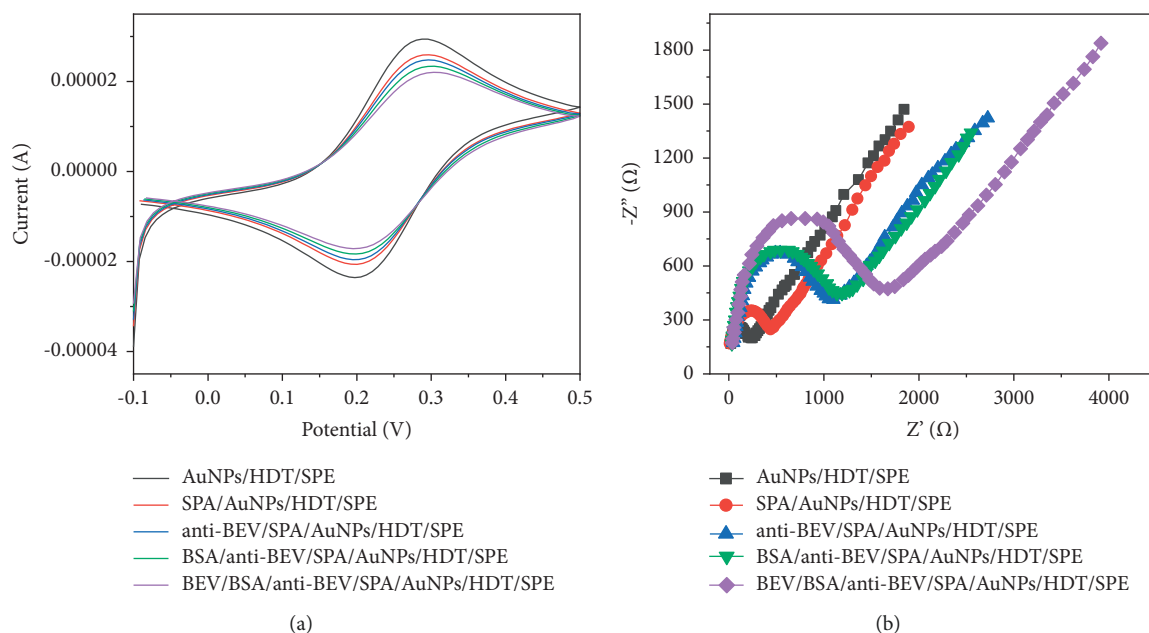 0.00002
0.00000
-0.00002
-0.00004
Current (A)
-0.1 0.0 0.1 0.2 0.3 0.4 0.5
Potential (V)
AuNPs/HDT/SPE
SPA/AuNPs/HDT/SPE
anti-BEV/SPA/AuNPs/HDT/SPE
BSA/anti-BEV/SPA/AuNPs/HDT/SPE
BEV/BSA/anti-BEV/SPA/AuNPs/HDT/SPE
(a)
1800
1500
1200
900
600
300
0
-Z" (Ω)
0 1000 2000 3000 4000
Z' (Ω)
AuNPs/HDT/SPE
SPA/AuNPs/HDT/SPE
anti-BEV/SPA/AuNPs/HDT/SPE
BSA/anti-BEV/SPA/AuNPs/HDT/SPE
BEV/BSA/anti-BEV/SPA/AuNPs/HDT/SPE
(b)